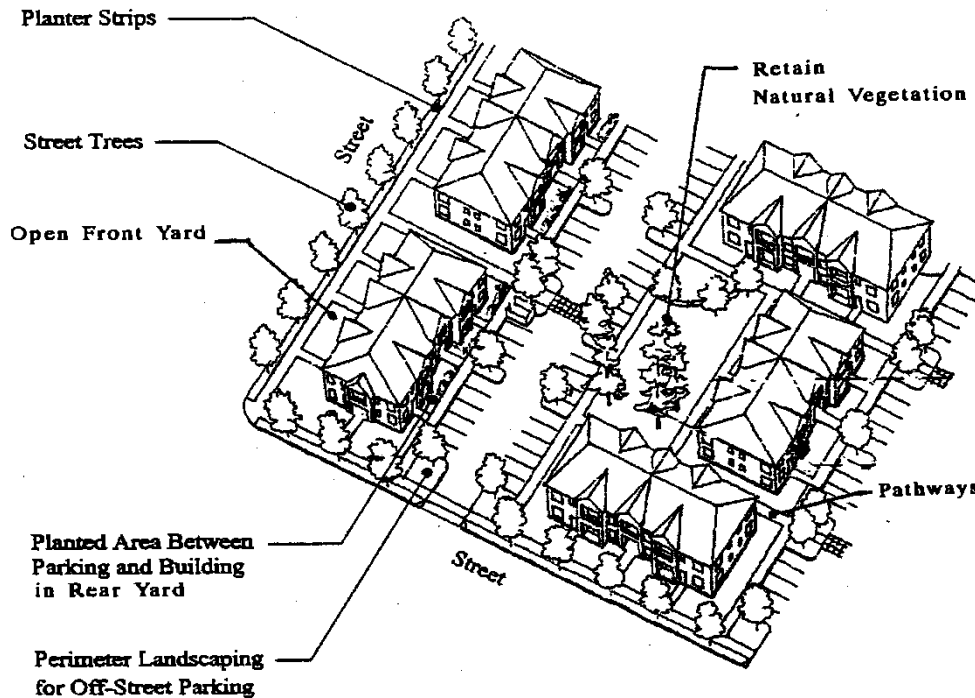 Planter Strips
Street Trees
Street
Open Front Yard
Retain
Natural Vegetation
Pathways
Planted Area Between
Parking and Building
in Rear Yard
Street
Perimeter Landscaping
for Off-Street Parking